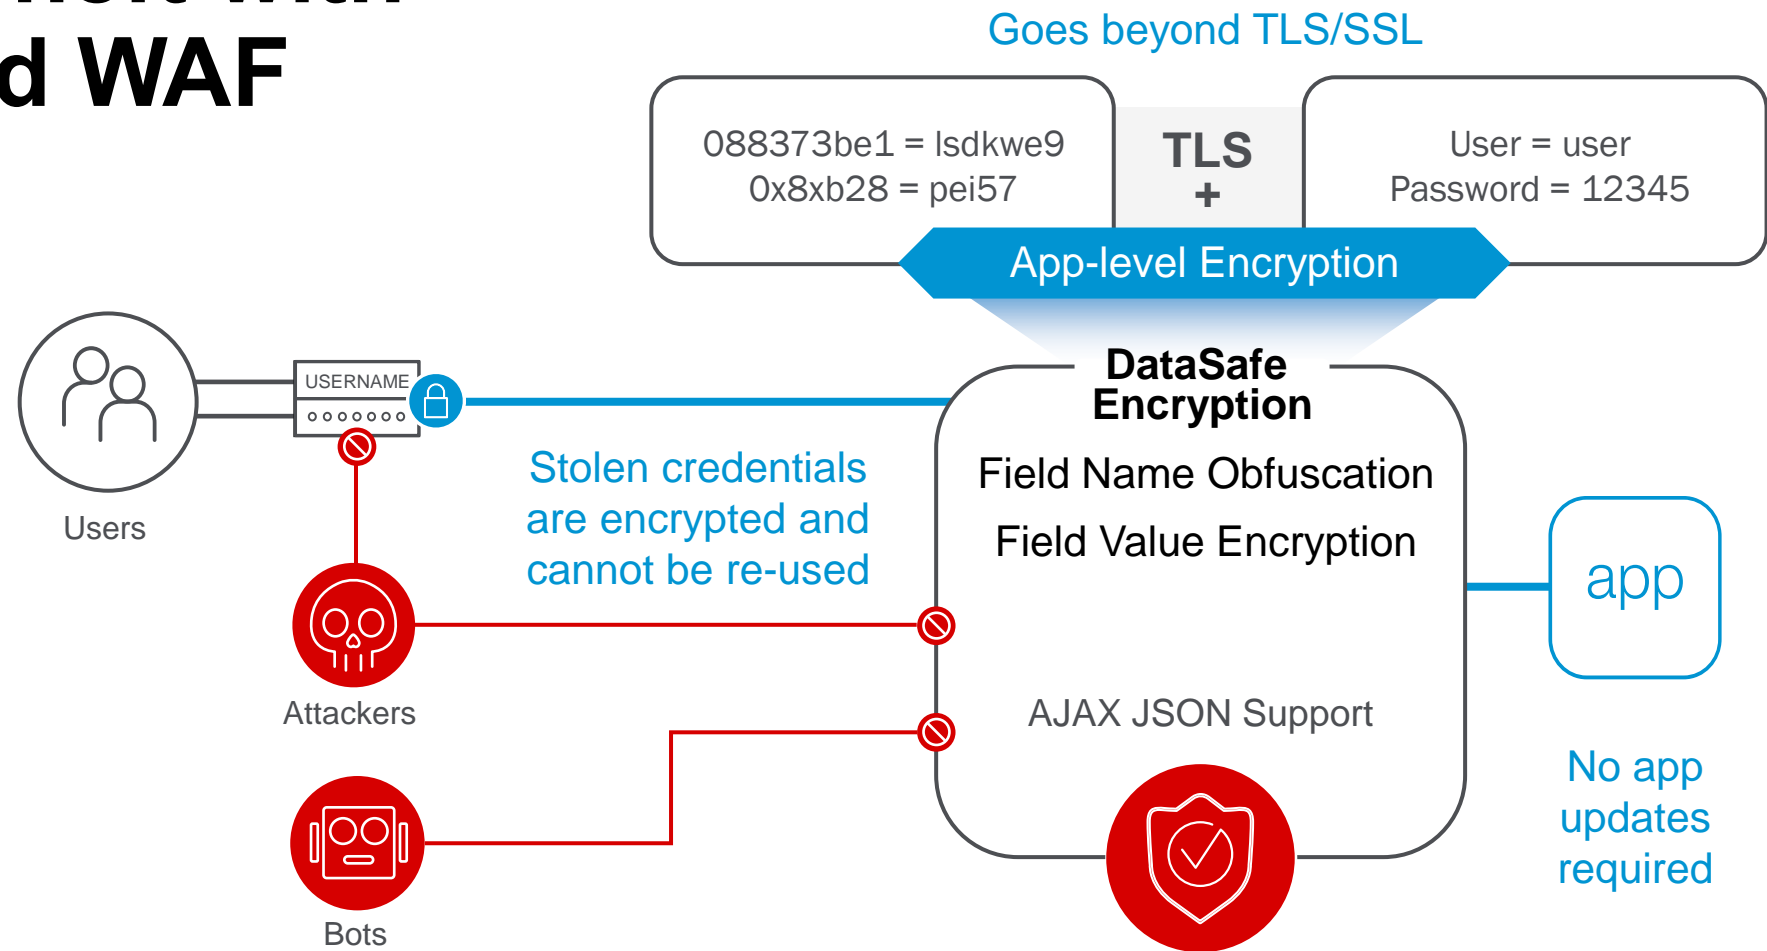 with
WAF
Goes beyond TLS/SSL
088373be1 = lsdkwe9
0x8xb28 = pei57
TLS
+
User = user
Password = 12345
App-level Encryption
USERNAME
DataSafe
Encryption
Field Name Obfuscation
Field Value Encryption
AJAX JSON Support
Stolen credentials
are encrypted and
cannot be re-used
Users
Attackers
Bots
app
No app
updates
required